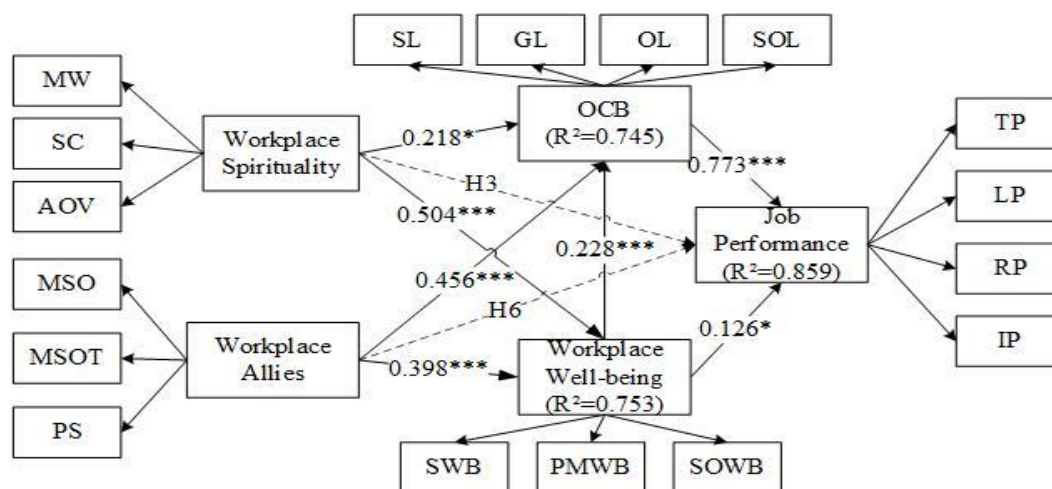 SL
GL
OL
SOL
MW
SC
AOV
Workplace
Spirituality
0.218*
OCB
(R²=0.745)
0.773***
TP
LP
RP
IP
H3
0.504***
0.228***
Job
Performance
(R²=0.859)
MSO
MSOT
PS
0.456***
H6
Workplace
Allies
0.398***
Workplace
Well-being
(R²=0.753)
0.126*
SWB
PMWB
SOWB